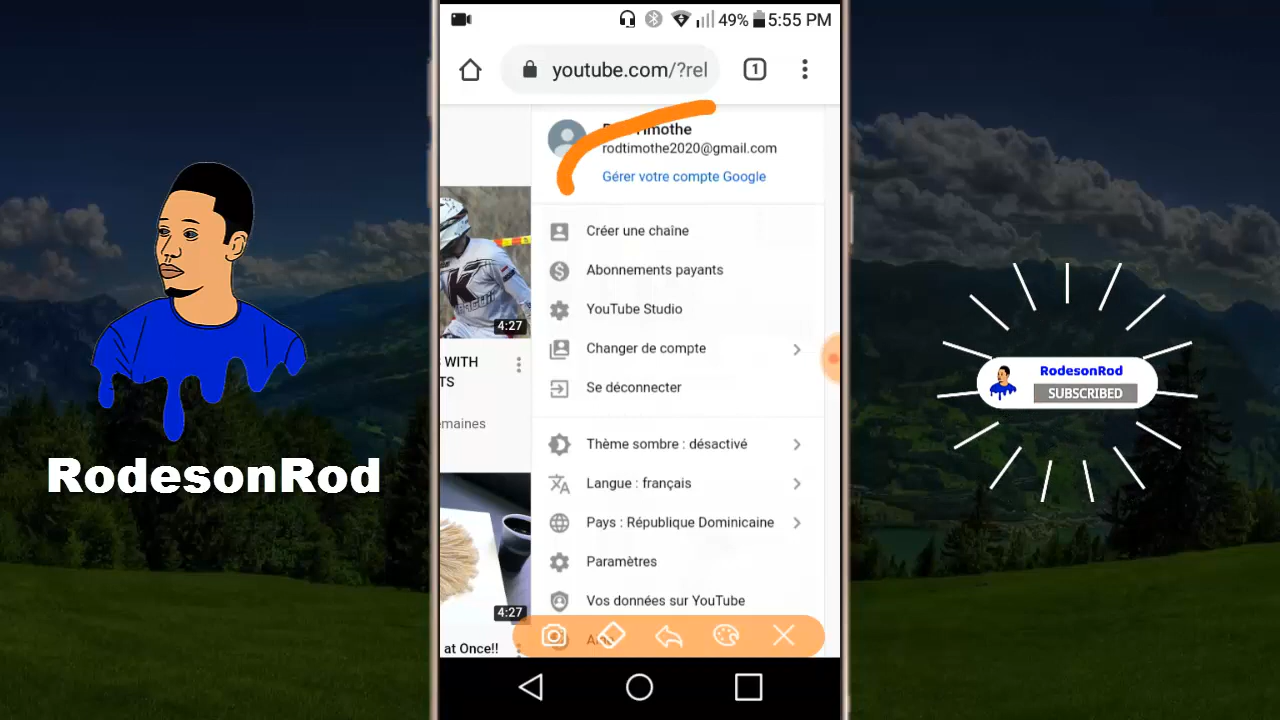 49% 5:55 PM
youtube.com/?rel
1
Timothe
rodtimothe2020@gmail.com
Gérer votre compte Google
Créer une chaîne
Abonnements payants
YouTube Studio
Changer de compte
Se déconnecter
Thème sombre : désactivé
Langue : français
Pays : République Dominicaine
Paramètres
Vos données sur YouTube
K
4:27
WITH
TS
emaines
4:27
at Once!!
RodesonRod
RodesonRod
SUBSCRIBED